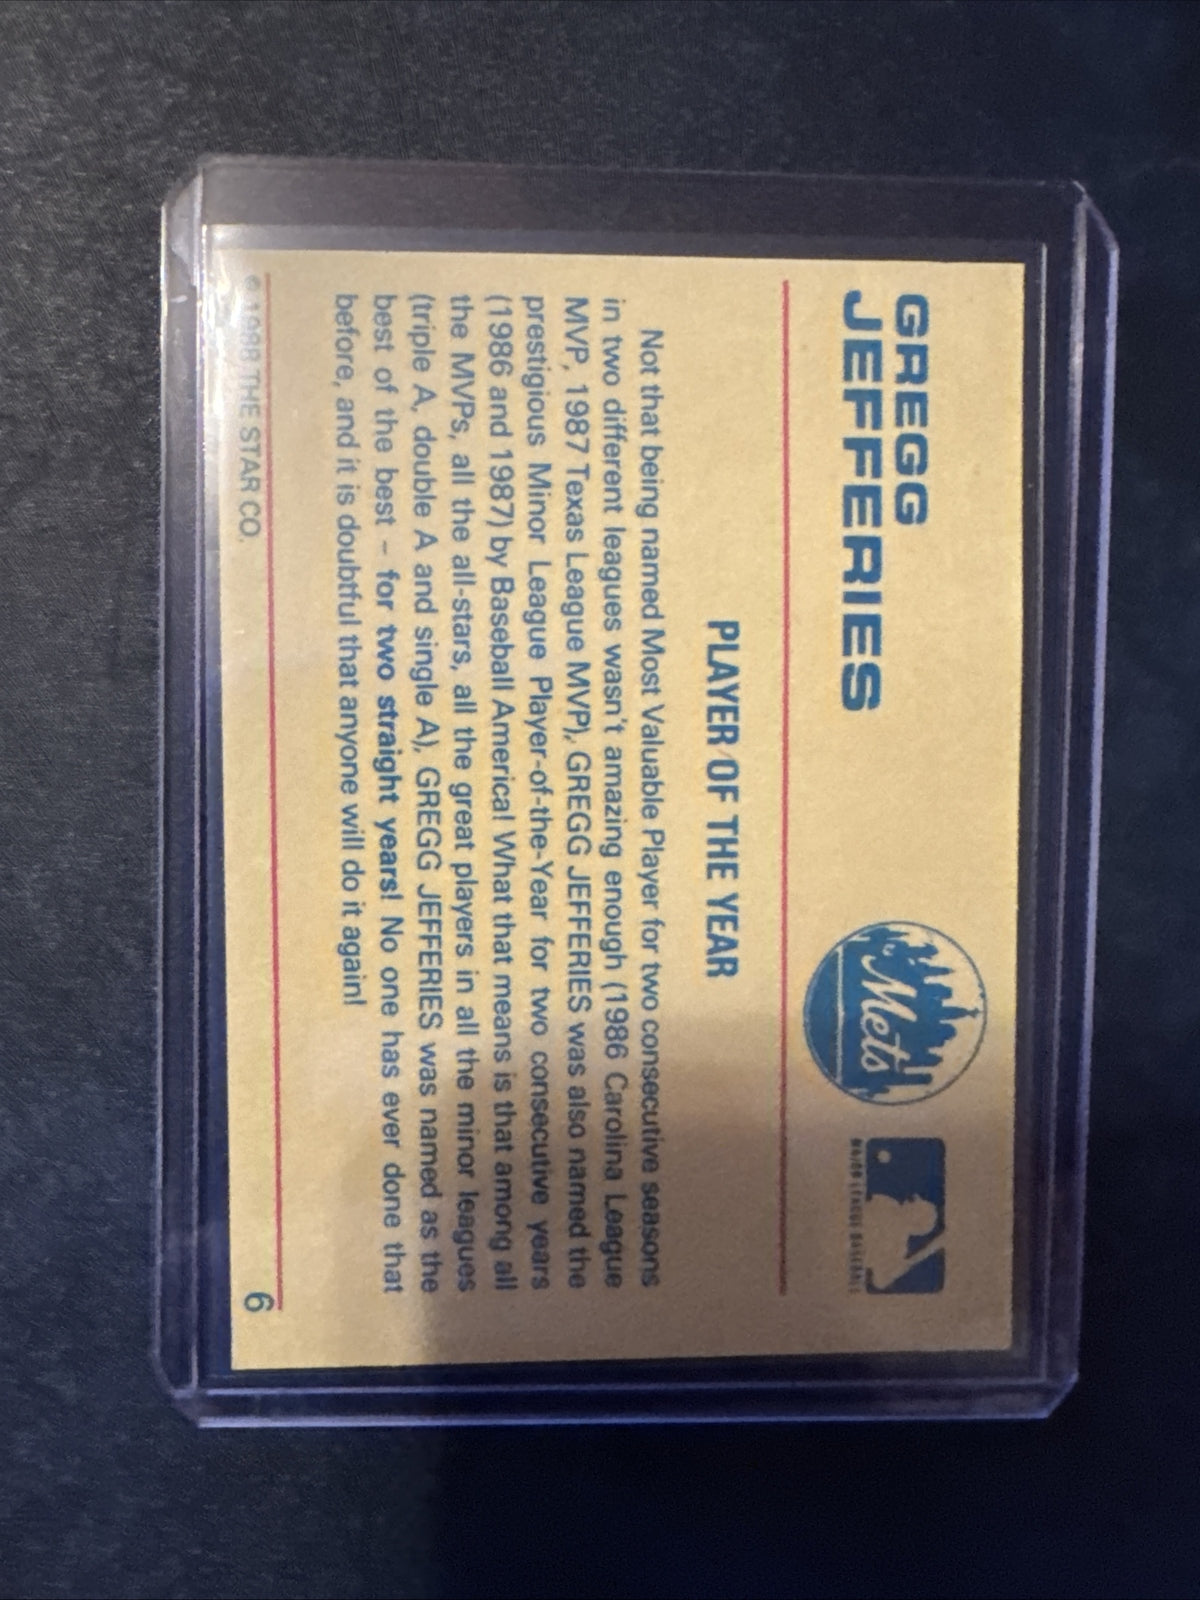 GREGG
JEFFERIES
Mets
MAJOR LEAGUE BASEBALL
PLAYER OF THE YEAR
Not that being named Most Valuable Player for two consecutive seasons
in two different leagues wasn't amazing enough (1986 Carolina League
MVP, 1987 Texas League MVP), GREGG JEFFERIES was also named the
prestigious Minor League Player-of-the-Year for two consecutive years
(1986 and 1987) by Baseball America! What that means is that among all
the MVPs, all the all-stars, all the great players in all the minor leagues
(triple A, double A and single A), GREGG JEFFERIES was named as the
best of the best - for two straight years! No one has ever done that
before, and it is doubtful that anyone will do it again!
© 1988 THE STAR CO.
6